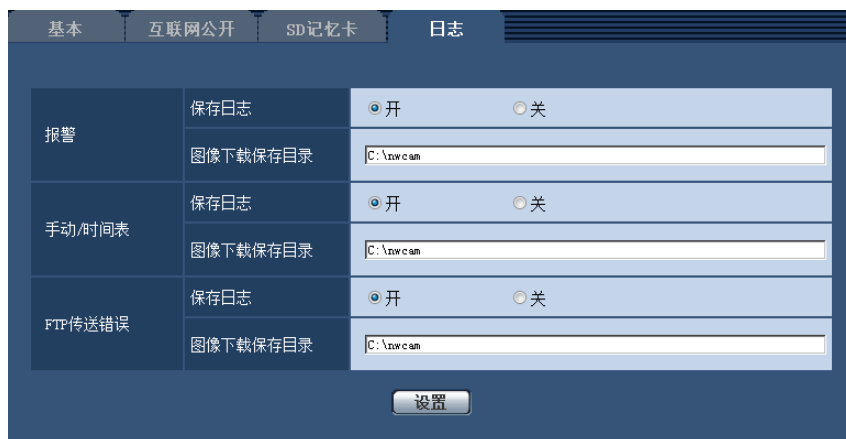 基本 互联网公开 SD记忆卡 日志
报警
保存日志 开 关
图像下载保存目录 C:\nwcam
手动/时间表
保存日志 开 关
图像下载保存目录 C:\nwcam
FTP传送错误
保存日志 开 关
图像下载保存目录 C:\nwcam
设置